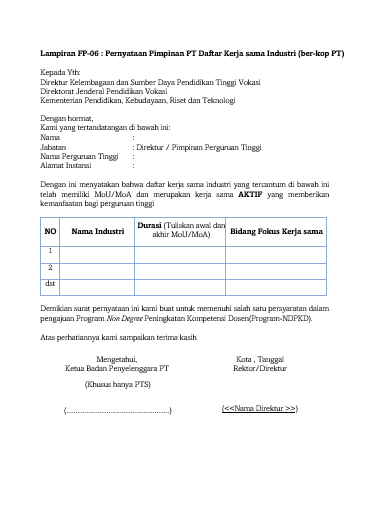 Lampiran FP-06 : Pernyataan Pimpinan PT Daftar Kerja sama Industri (ber-kop PT)
Kepada Yth:
Direktur Kelembagaan dan Sumber Daya Pendidikan Tinggi Vokasi
Direktorat Jenderal Pendidikan Vokasi
Kementerian Pendidikan, Kebudayaan, Riset dan Teknologi
Dengan hormat,
Kami yang tertandatangan di bawah ini:
Nama :
Jabatan : Direktur / Pimpinan Perguruan Tinggi
Nama Perguruan Tinggi :
Alamat Instansi :
Dengan ini menyatakan bahwa daftar kerja sama industri yang tercantum di bawah ini
telah memiliki MoU/MoA dan merupakan kerja sama AKTIF yang memberikan
kemanfaatan bagi perguruan tinggi
NO Nama Industri Durasi (Tuliskan awal dan akhir MoU/MoA) Bidang Fokus Kerja sama
1
2
dst
Demikian surat pernyataan ini kami buat untuk memenuhi salah satu persyaratan dalam
pengajuan Program Non Degree Peningkatan Kompetensi Dosen(Program-NDPKD).
Atas perhatiannya kami sampaikan terima kasih
Mengetahui, Kota , Tanggal
Ketua Badan Penyelenggara PT Rektor/Direktur
(Khusus hanya PTS)
(....................................................) (<<Nama Direktur >>)